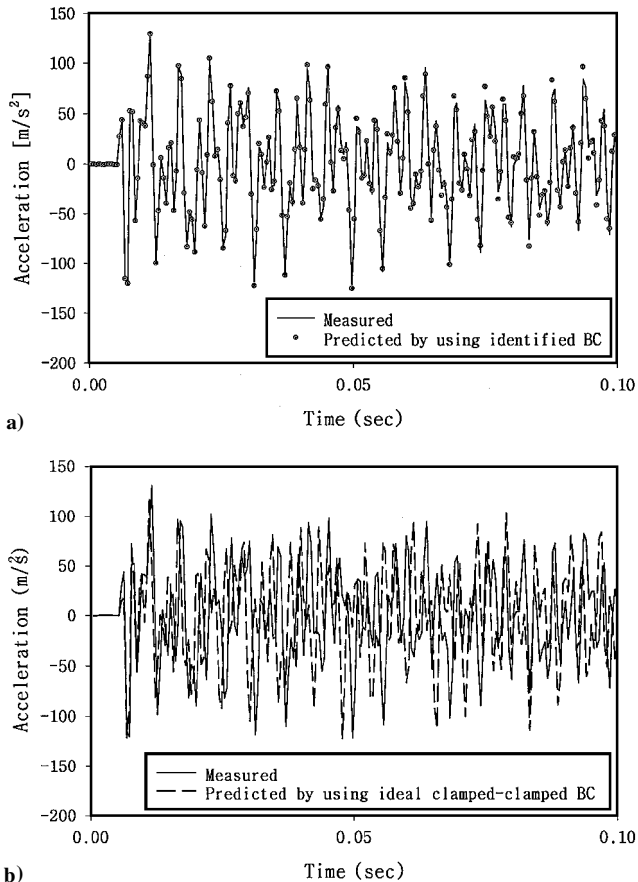 150
100
50
0
-50
-100
-150
-200
Acceleration [m/s²]
Measured
Predicted by using identified BC
0.00
0.05
0.10
Time (sec)
a)
150
100
50
0
-50
-100
-150
-200
Acceleration (m/s²)
Measured
Predicted by using ideal clamped-clamped BC
0.00
0.05
0.10
Time (sec)
b)